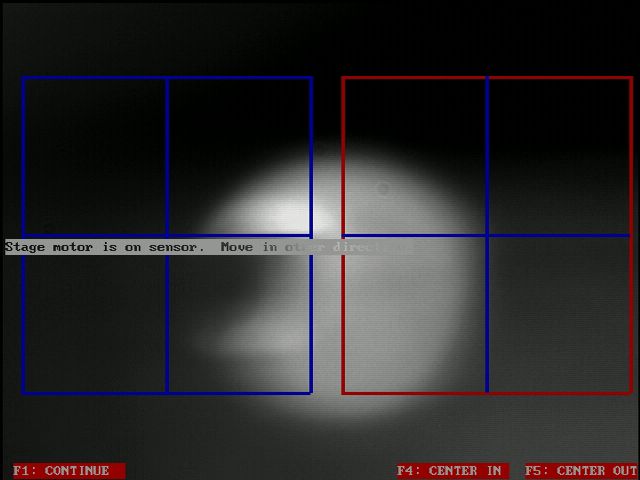 Stage motor is on sensor.  Move in other direction
F1: CONTINUE
F4: CENTER IN
F5: CENTER OUT